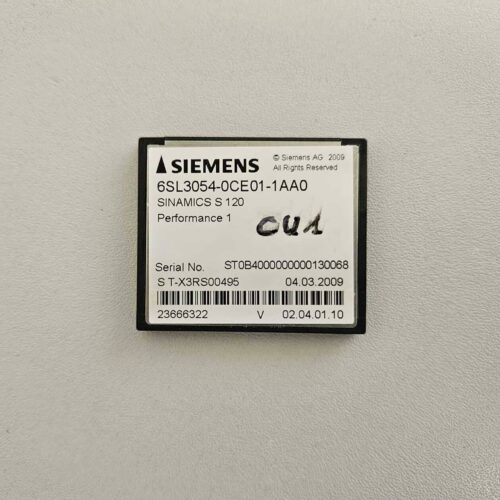 SIEMENS
© Siemens AG 2009
All Rights Reserved
6SL3054-0CE01-1AA0
SINAMICS S 120
Performance 1
CU1
Serial No. ST0B4000000000130068
S T-X3RS00495 04.03.2009
23666322 V 02.04.01.10